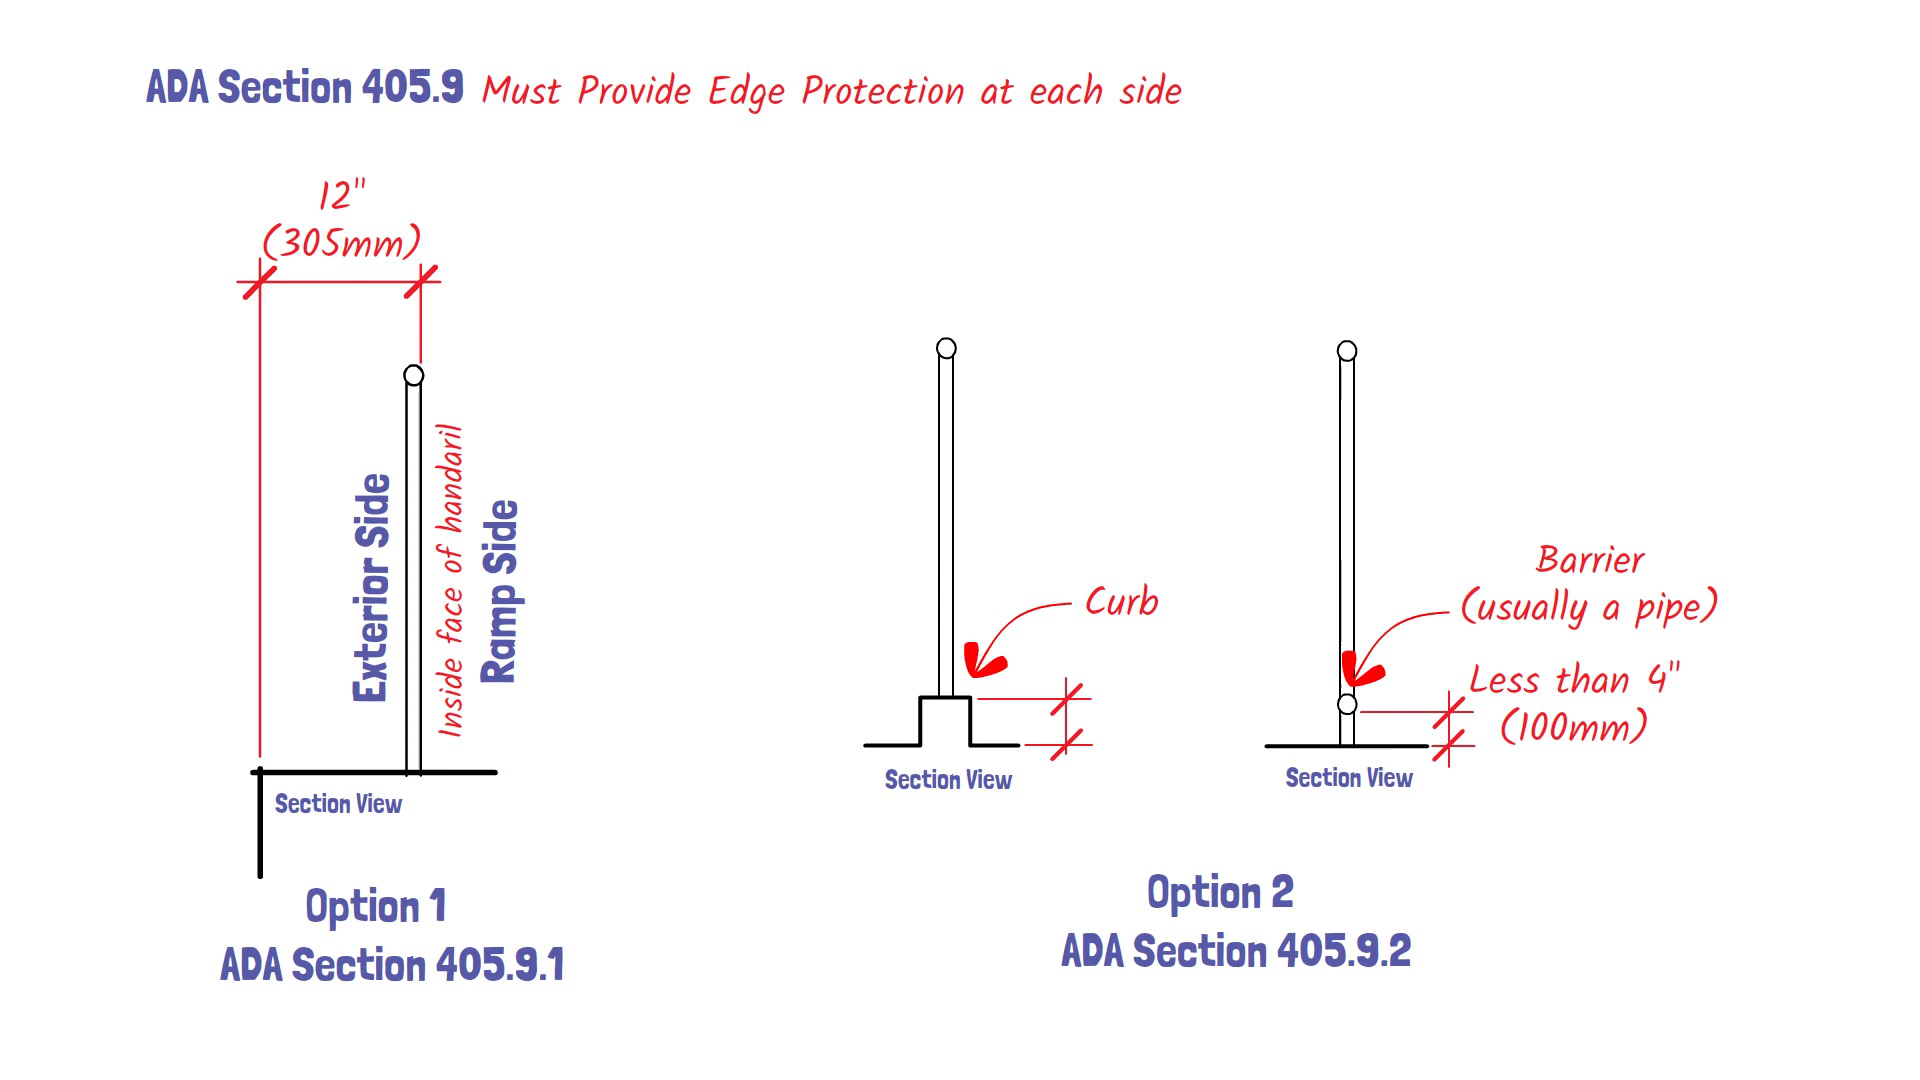 ADA Section 405.9 Must Provide Edge Protection at each side
12"
(305mm)
Exterior Side
Inside face of handaril
Ramp Side
Section View
Option 1
ADA Section 405.9.1
Curb
Section View
Barrier
(usually a pipe)
Less than 4"
(100mm)
Section View
Option 2
ADA Section 405.9.2